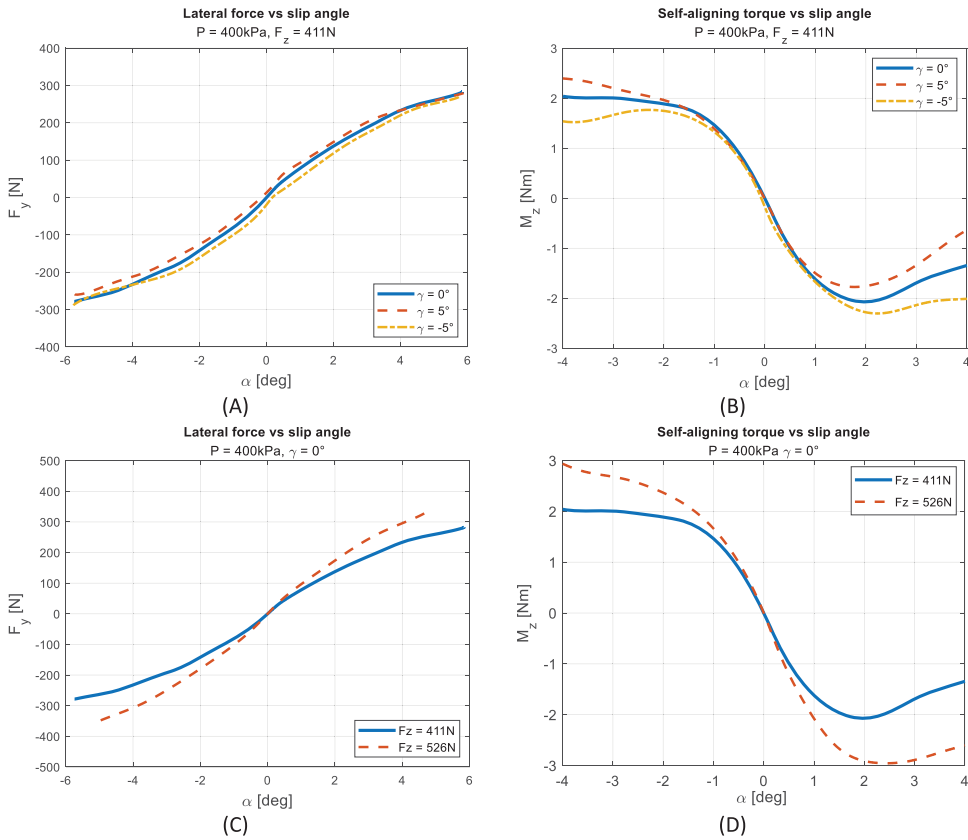 Lateral force vs slip angle
P = 400kPa, F_z = 411N
400
300
200
100
0
-100
-200
-300
-400
F_y [N]
γ = 0°
γ = 5°
γ = -5°
-6 -4 -2 0 2 4 6
α [deg]
(A)
Self-aligning torque vs slip angle
P = 400kPa, F_z = 411N
3
2
1
0
-1
-2
-3
M_z [Nm]
γ = 0°
γ = 5°
γ = -5°
-4 -3 -2 -1 0 1 2 3 4
α [deg]
(B)
Lateral force vs slip angle
P = 400kPa, γ = 0°
500
400
300
200
100
0
-100
-200
-300
-400
-500
F_y [N]
Fz = 411N
Fz = 526N
-6 -4 -2 0 2 4 6
α [deg]
(C)
Self-aligning torque vs slip angle
P = 400kPa γ = 0°
3
2
1
0
-1
-2
-3
M_z [Nm]
Fz = 411N
Fz = 526N
-4 -3 -2 -1 0 1 2 3 4
α [deg]
(D)